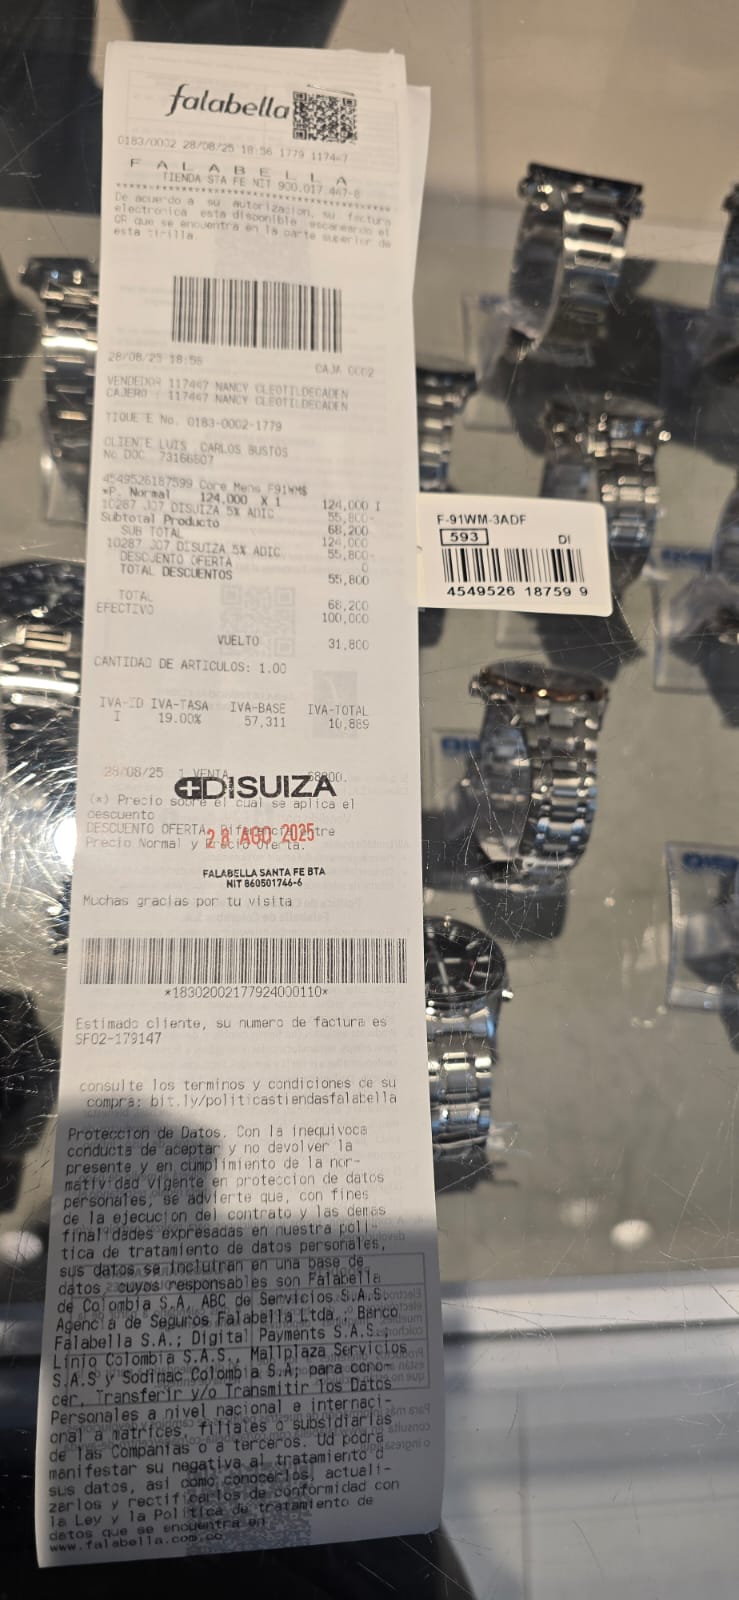 falabella
0183/0002 28/08/25 18:56 1779 1174-7
F A L A B E L L A
TIENDA STA FE NIT 900.017.447-8
De acuerdo a su autorizacion, su factura
electronica esta disponible escaneando el
QR que se encuentra en la parte superior de
esta tirilla
28/08/25 18:56 CAJA 0002
VENDEDOR 117447 NANCY CLEOTILDECADEN
CAJERO : 117447 NANCY CLEOTILDECADEN
TIQUETE No. 0183-0002-1779
CLIENTE LUIS CARLOS BUSTOS
No DOC. 73166607
4549526187599 Core Mens F91WM$
*P. Normal 124,000 X 1 124,000 I
10287 J07 DISUIZA 5% ADIC 55,800-
Subtotal Producto 68,200
SUB TOTAL 124,000
10287 J07 DISUIZA 5% ADIC 55,800-
DESCUENTO OFERTA 0
TOTAL DESCUENTOS 55,800
TOTAL 68,200
EFECTIVO 100,000
VUELTO 31,800
CANTIDAD DE ARTICULOS: 1.00
IVA-ID IVA-TASA IVA-BASE IVA-TOTAL
I 19.00% 57,311 10,889
28/08/25 1 VENTA 68200.
DISUIZA
(*) Precio sobre el cual se aplica el
descuento
DESCUENTO OFERTA: Diferencia entre
Precio Normal y Precio Oferta.
28 AGO 2025
FALABELLA SANTA FE BTA
NIT 860501746-6
Muchas gracias por tu visita
*18302002177924000110*
Estimado cliente, su numero de factura es
SF02-179147
consulte los terminos y condiciones de su
compra: bit.ly/politicastiendasfalabella
Proteccion de Datos. Con la inequivoca
conducta de aceptar y no devolver la
presente y en cumplimiento de la nor-
matividad vigente en proteccion de datos
personales, se advierte que, con fines
de la ejecucion del contrato y las demas
finalidades expresadas en nuestra poli-
tica de tratamiento de datos personales,
sus datos se incluiran en una base de
datos, cuyos responsables son Falabella
de Colombia S.A, ABC de Servicios S.A.S,
Agencia de Seguros Falabella Ltda., Banco
Falabella S.A.; Digital Payments S.A.S.;
Linio Colombia S.A.S., Mallplaza Servicios
S.A.S y Sodimac Colombia S.A; para cono-
cer, Transferir y/o Transmitir los Datos
Personales a nivel nacional e internaci-
onal a matrices, filiales o subsidiarias
de las Companias o a terceros. Ud podra
manifestar su negativa al tratamiento d
sus datos, asi como conocerlos, actuali-
zarlos y rectificarlos de conformidad con
la Ley y la Politica de tratamiento de
datos que se encuentra en
www.falabella.com.co
F-91WM-3ADF
593 DI
4549526 18759 9